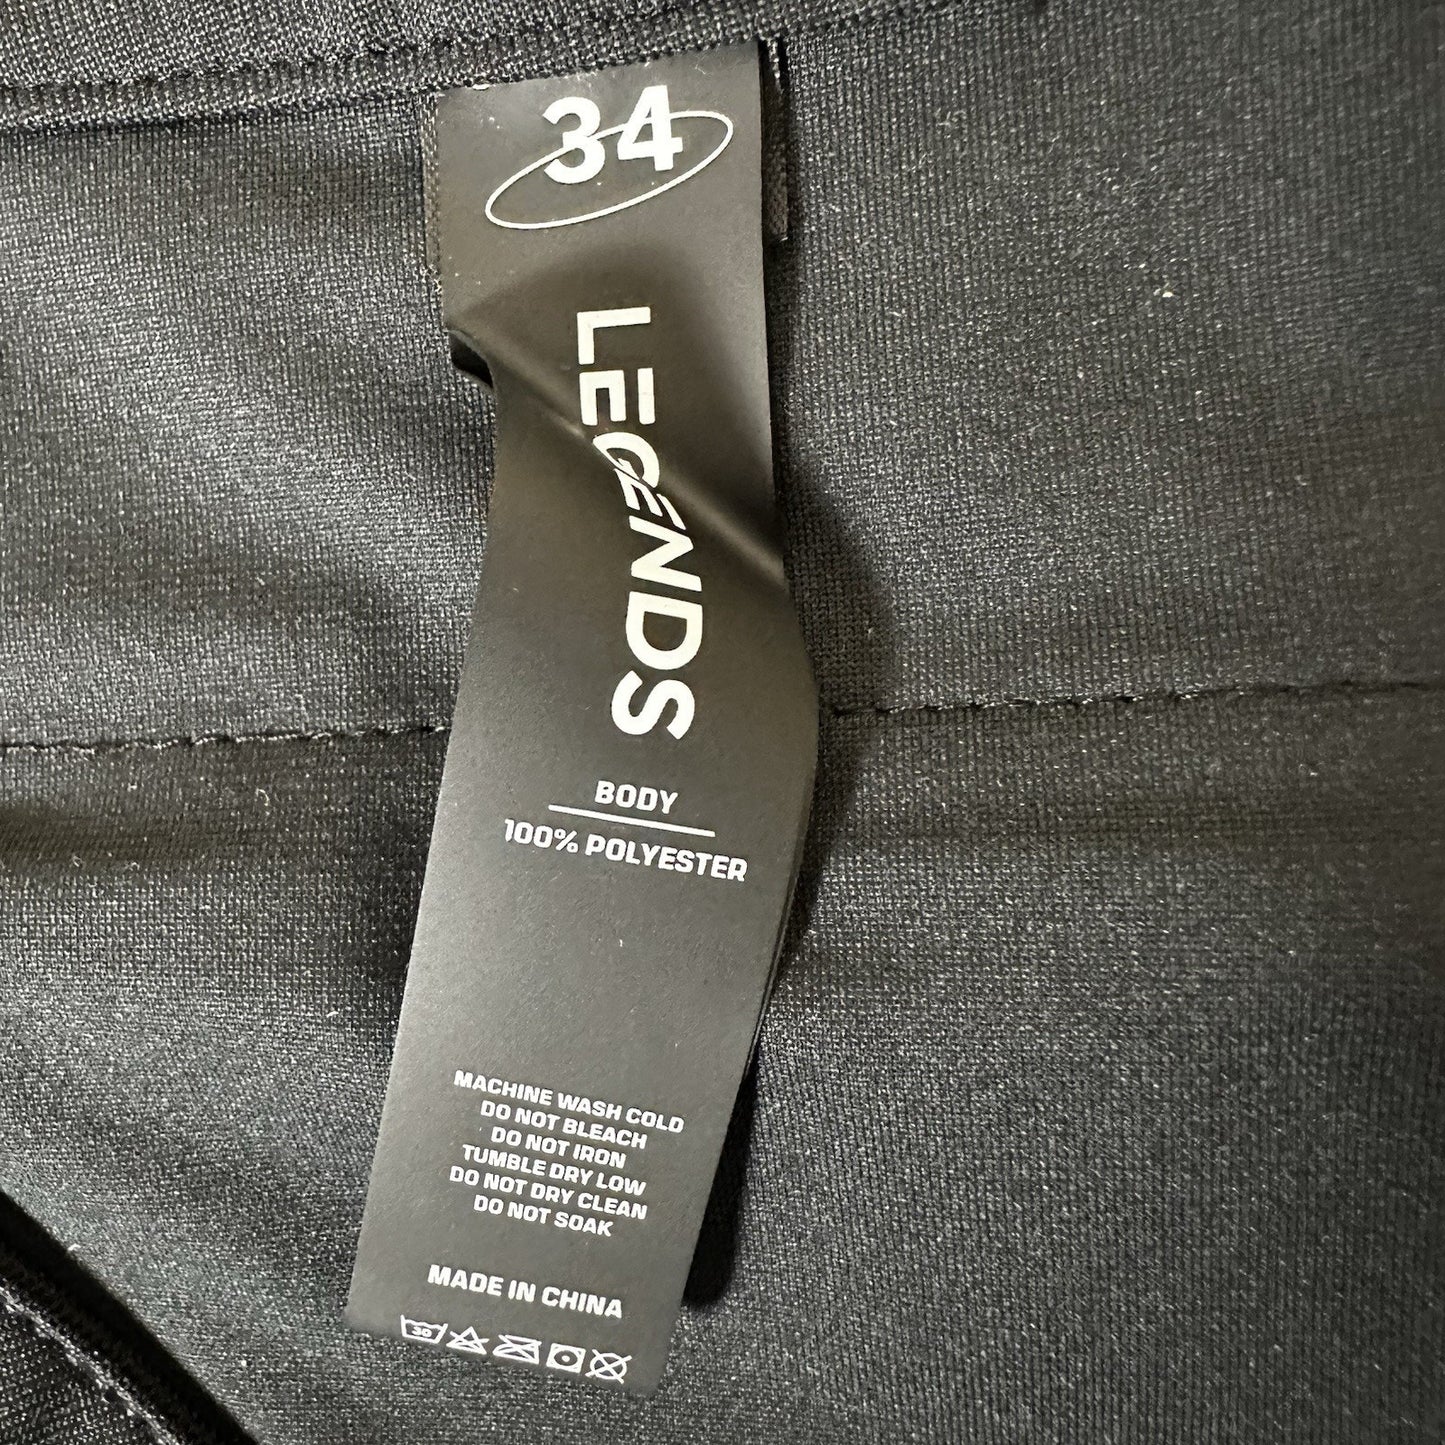 34
LEGENDS
BODY
100% POLYESTER
MACHINE WASH COLD
DO NOT BLEACH
DO NOT IRON
TUMBLE DRY LOW
DO NOT DRY CLEAN
DO NOT SOAK
MADE IN CHINA
30